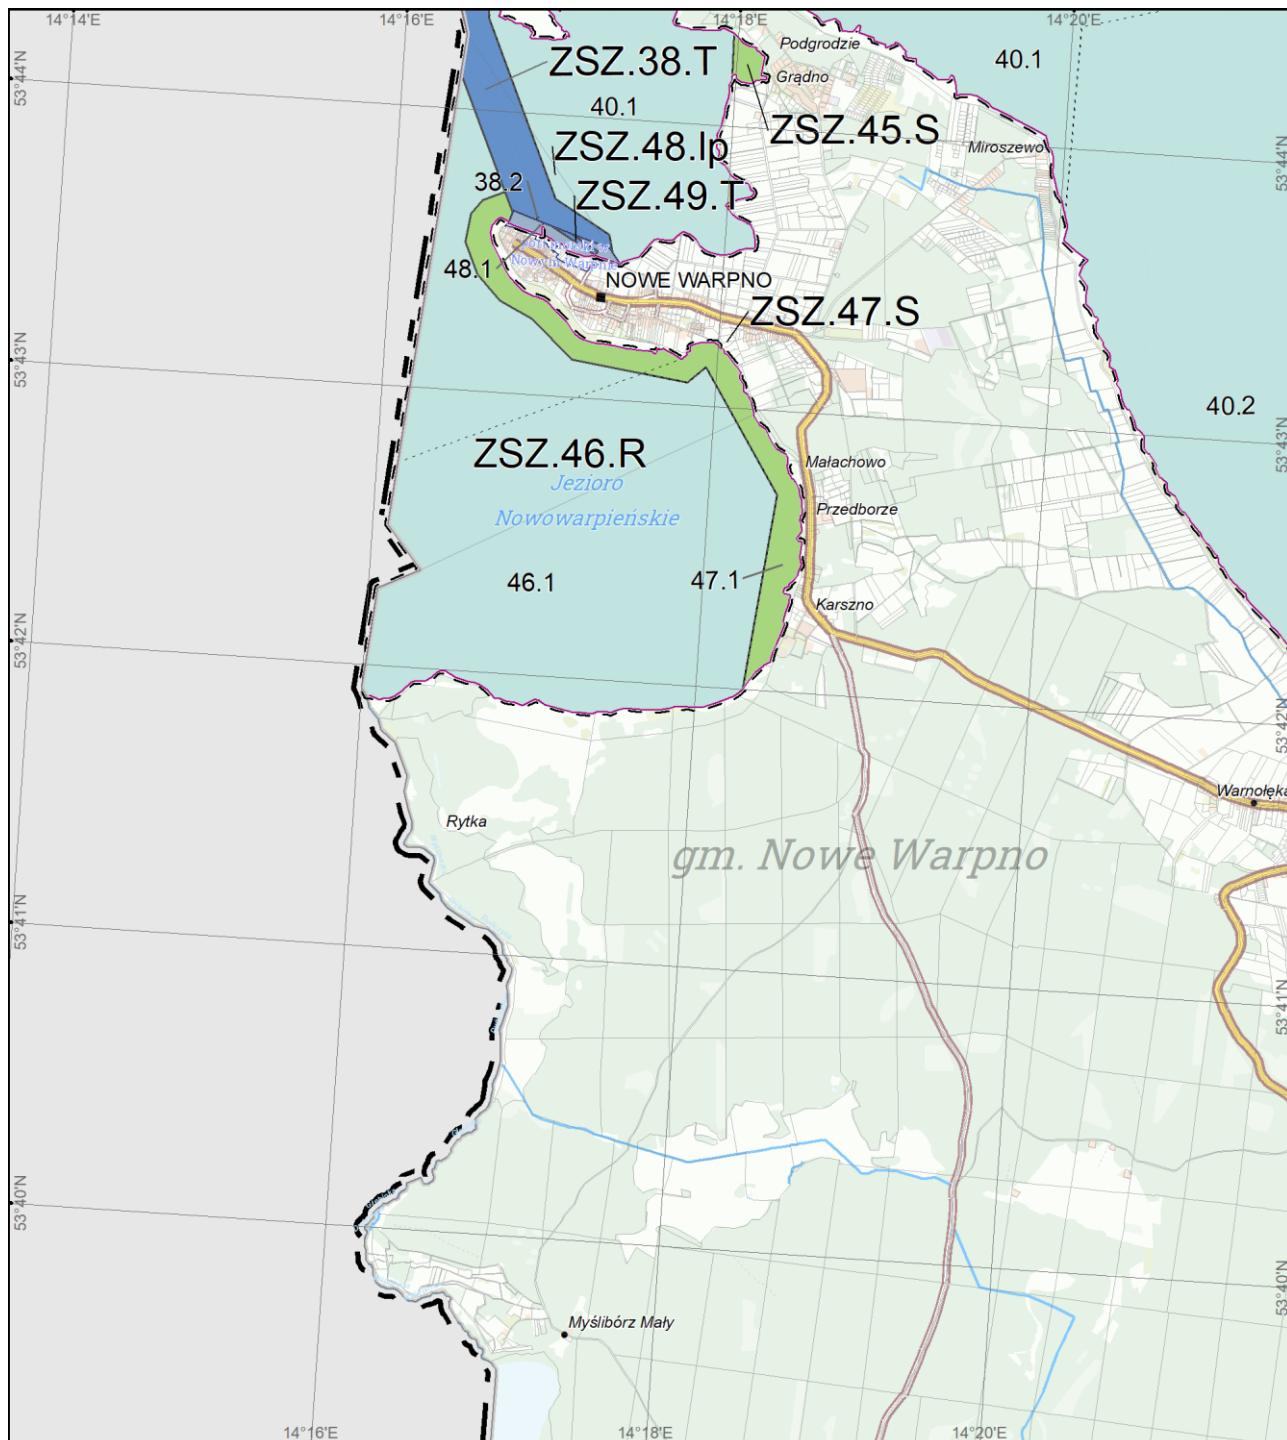 14°14'E
14°16'E
14°18'E
14°20'E
Podgrodzie
40.1
ZSZ.38.T
Grądno
53°44'N
40.1
ZSZ.45.S
ZSZ.48.Ip
Miroszewo
53°44'N
38.2
ZSZ.49.T
Nowym Warpnie
48.1
NOWE WARPNO
ZSZ.47.S
53°43'N
40.2
53°43'N
ZSZ.46.R
Małachowo
Jezioro
Nowowarpieńskie
Przedborze
46.1
47.1
Karszno
53°42'N
53°42'N
Warnołęka
Rytka
gm. Nowe Warpno
53°41'N
53°41'N
53°40'N
53°40'N
Myślibórz Mały
14°16'E
14°18'E
14°20'E